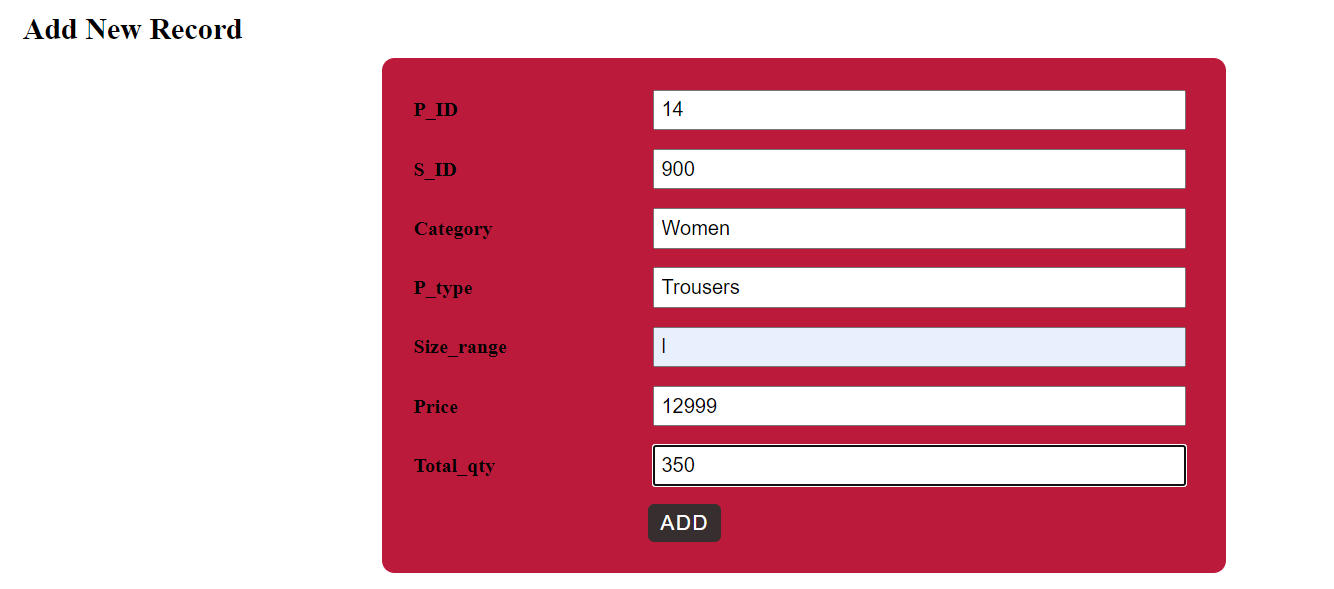 Add New Record
P_ID 14
S_ID 900
Category Women
P_type Trousers
Size_range l
Price 12999
Total_qty 350
ADD